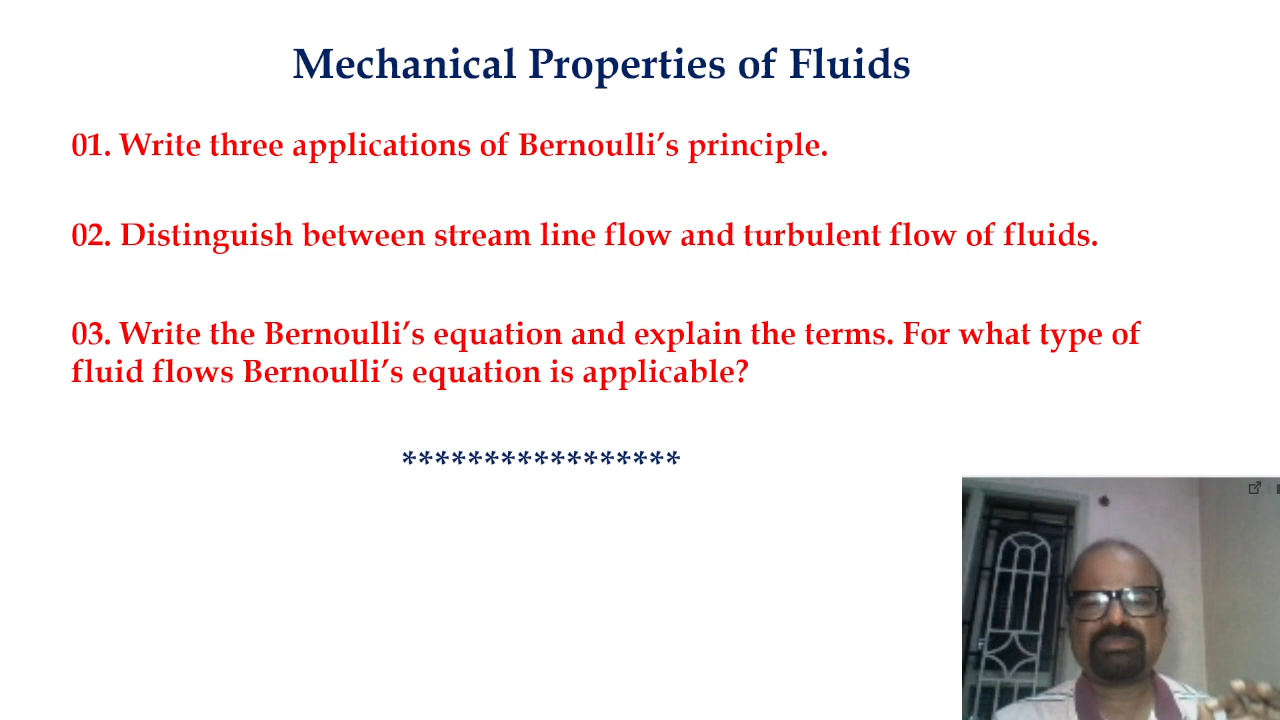 Mechanical Properties of Fluids
01. Write three applications of Bernoulli’s principle.
02. Distinguish between stream line flow and turbulent flow of fluids.
03. Write the Bernoulli’s equation and explain the terms. For what type of
fluid flows Bernoulli’s equation is applicable?
*****************